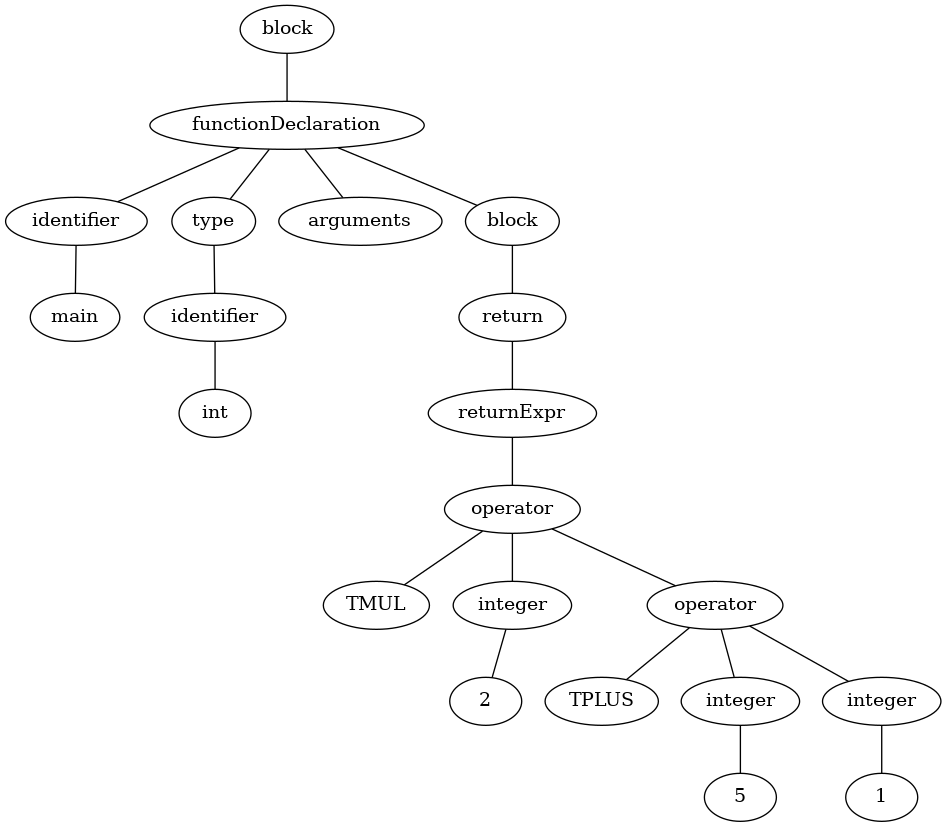 block
functionDeclaration
identifier type arguments block
main identifier return
int returnExpr
operator
TMUL integer operator
2 TPLUS integer integer
5 1